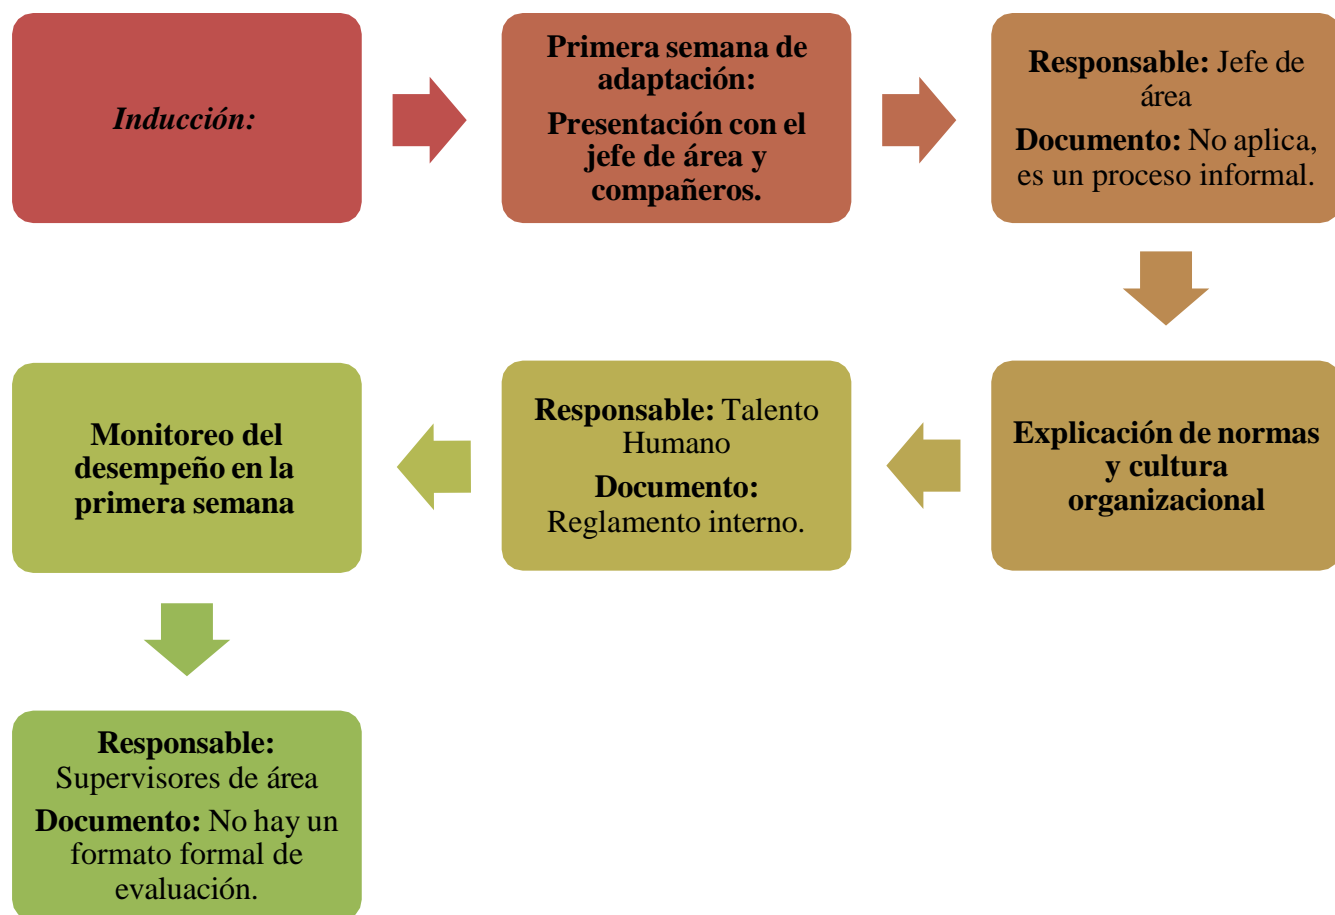 Inducción:
Primera semana de
adaptación:
Presentación con el
jefe de área y
compañeros.
Responsable: Jefe de
área
Documento: No aplica,
es un proceso informal.
Explicación de normas
y cultura
organizacional
Responsable: Talento
Humano
Documento:
Reglamento interno.
Monitoreo del
desempeño en la
primera semana
Responsable:
Supervisores de área
Documento: No hay un
formato formal de
evaluación.